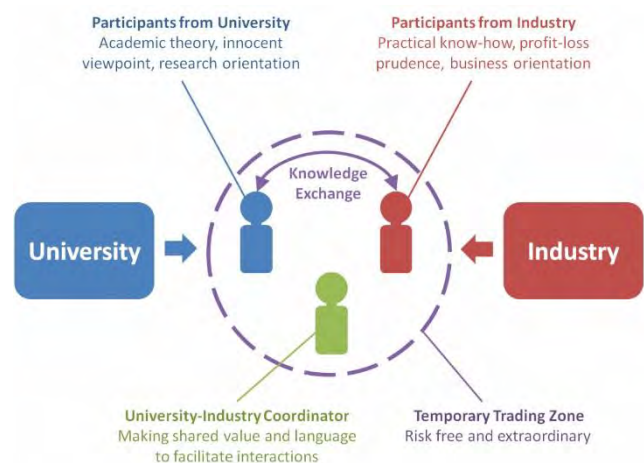 Participants from University
Academic theory, innocent
viewpoint, research orientation
Participants from Industry
Practical know-how, profit-loss
prudence, business orientation
Knowledge
Exchange
University
Industry
University-Industry Coordinator
Making shared value and language
to facilitate interactions
Temporary Trading Zone
Risk free and extraordinary